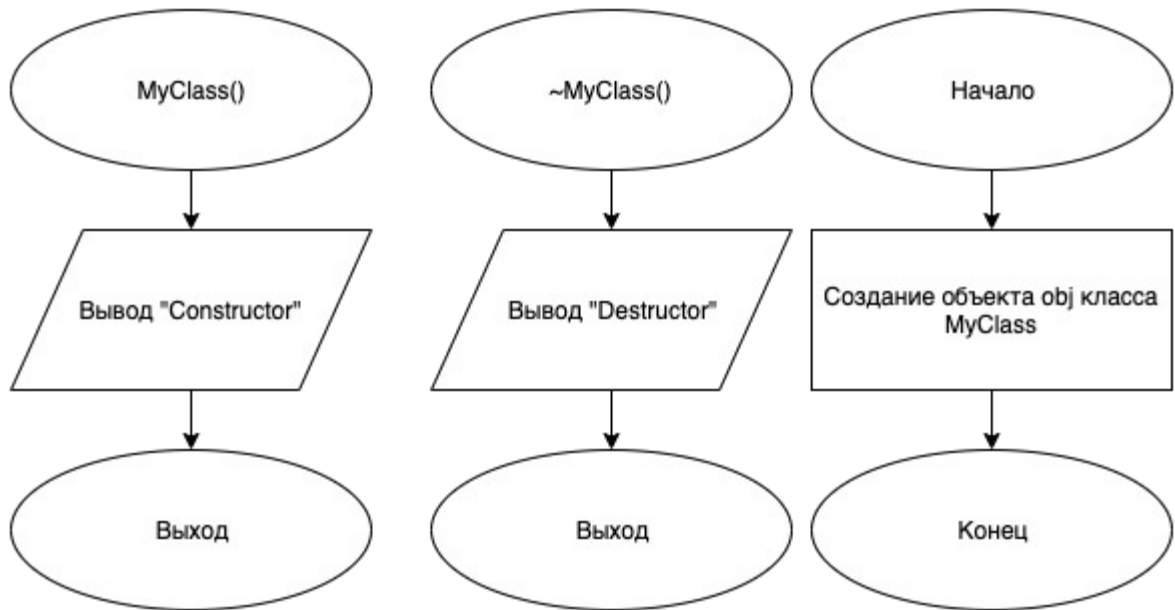 MyClass()
~MyClass()
Начало
Вывод "Constructor"
Вывод "Destructor"
Создание объекта obj класса
MyClass
Выход
Выход
Конец